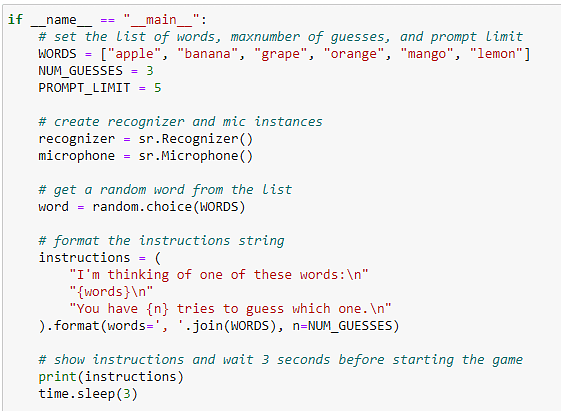 if __name__ == "__main__":
    # set the list of words, maxnumber of guesses, and prompt limit
    WORDS = ["apple", "banana", "grape", "orange", "mango", "lemon"]
    NUM_GUESSES = 3
    PROMPT_LIMIT = 5

    # create recognizer and mic instances
    recognizer = sr.Recognizer()
    microphone = sr.Microphone()

    # get a random word from the list
    word = random.choice(WORDS)

    # format the instructions string
    instructions = (
        "I'm thinking of one of these words:\n"
        "{words}\n"
        "You have {n} tries to guess which one.\n"
    ).format(words=', '.join(WORDS), n=NUM_GUESSES)

    # show instructions and wait 3 seconds before starting the game
    print(instructions)
    time.sleep(3)